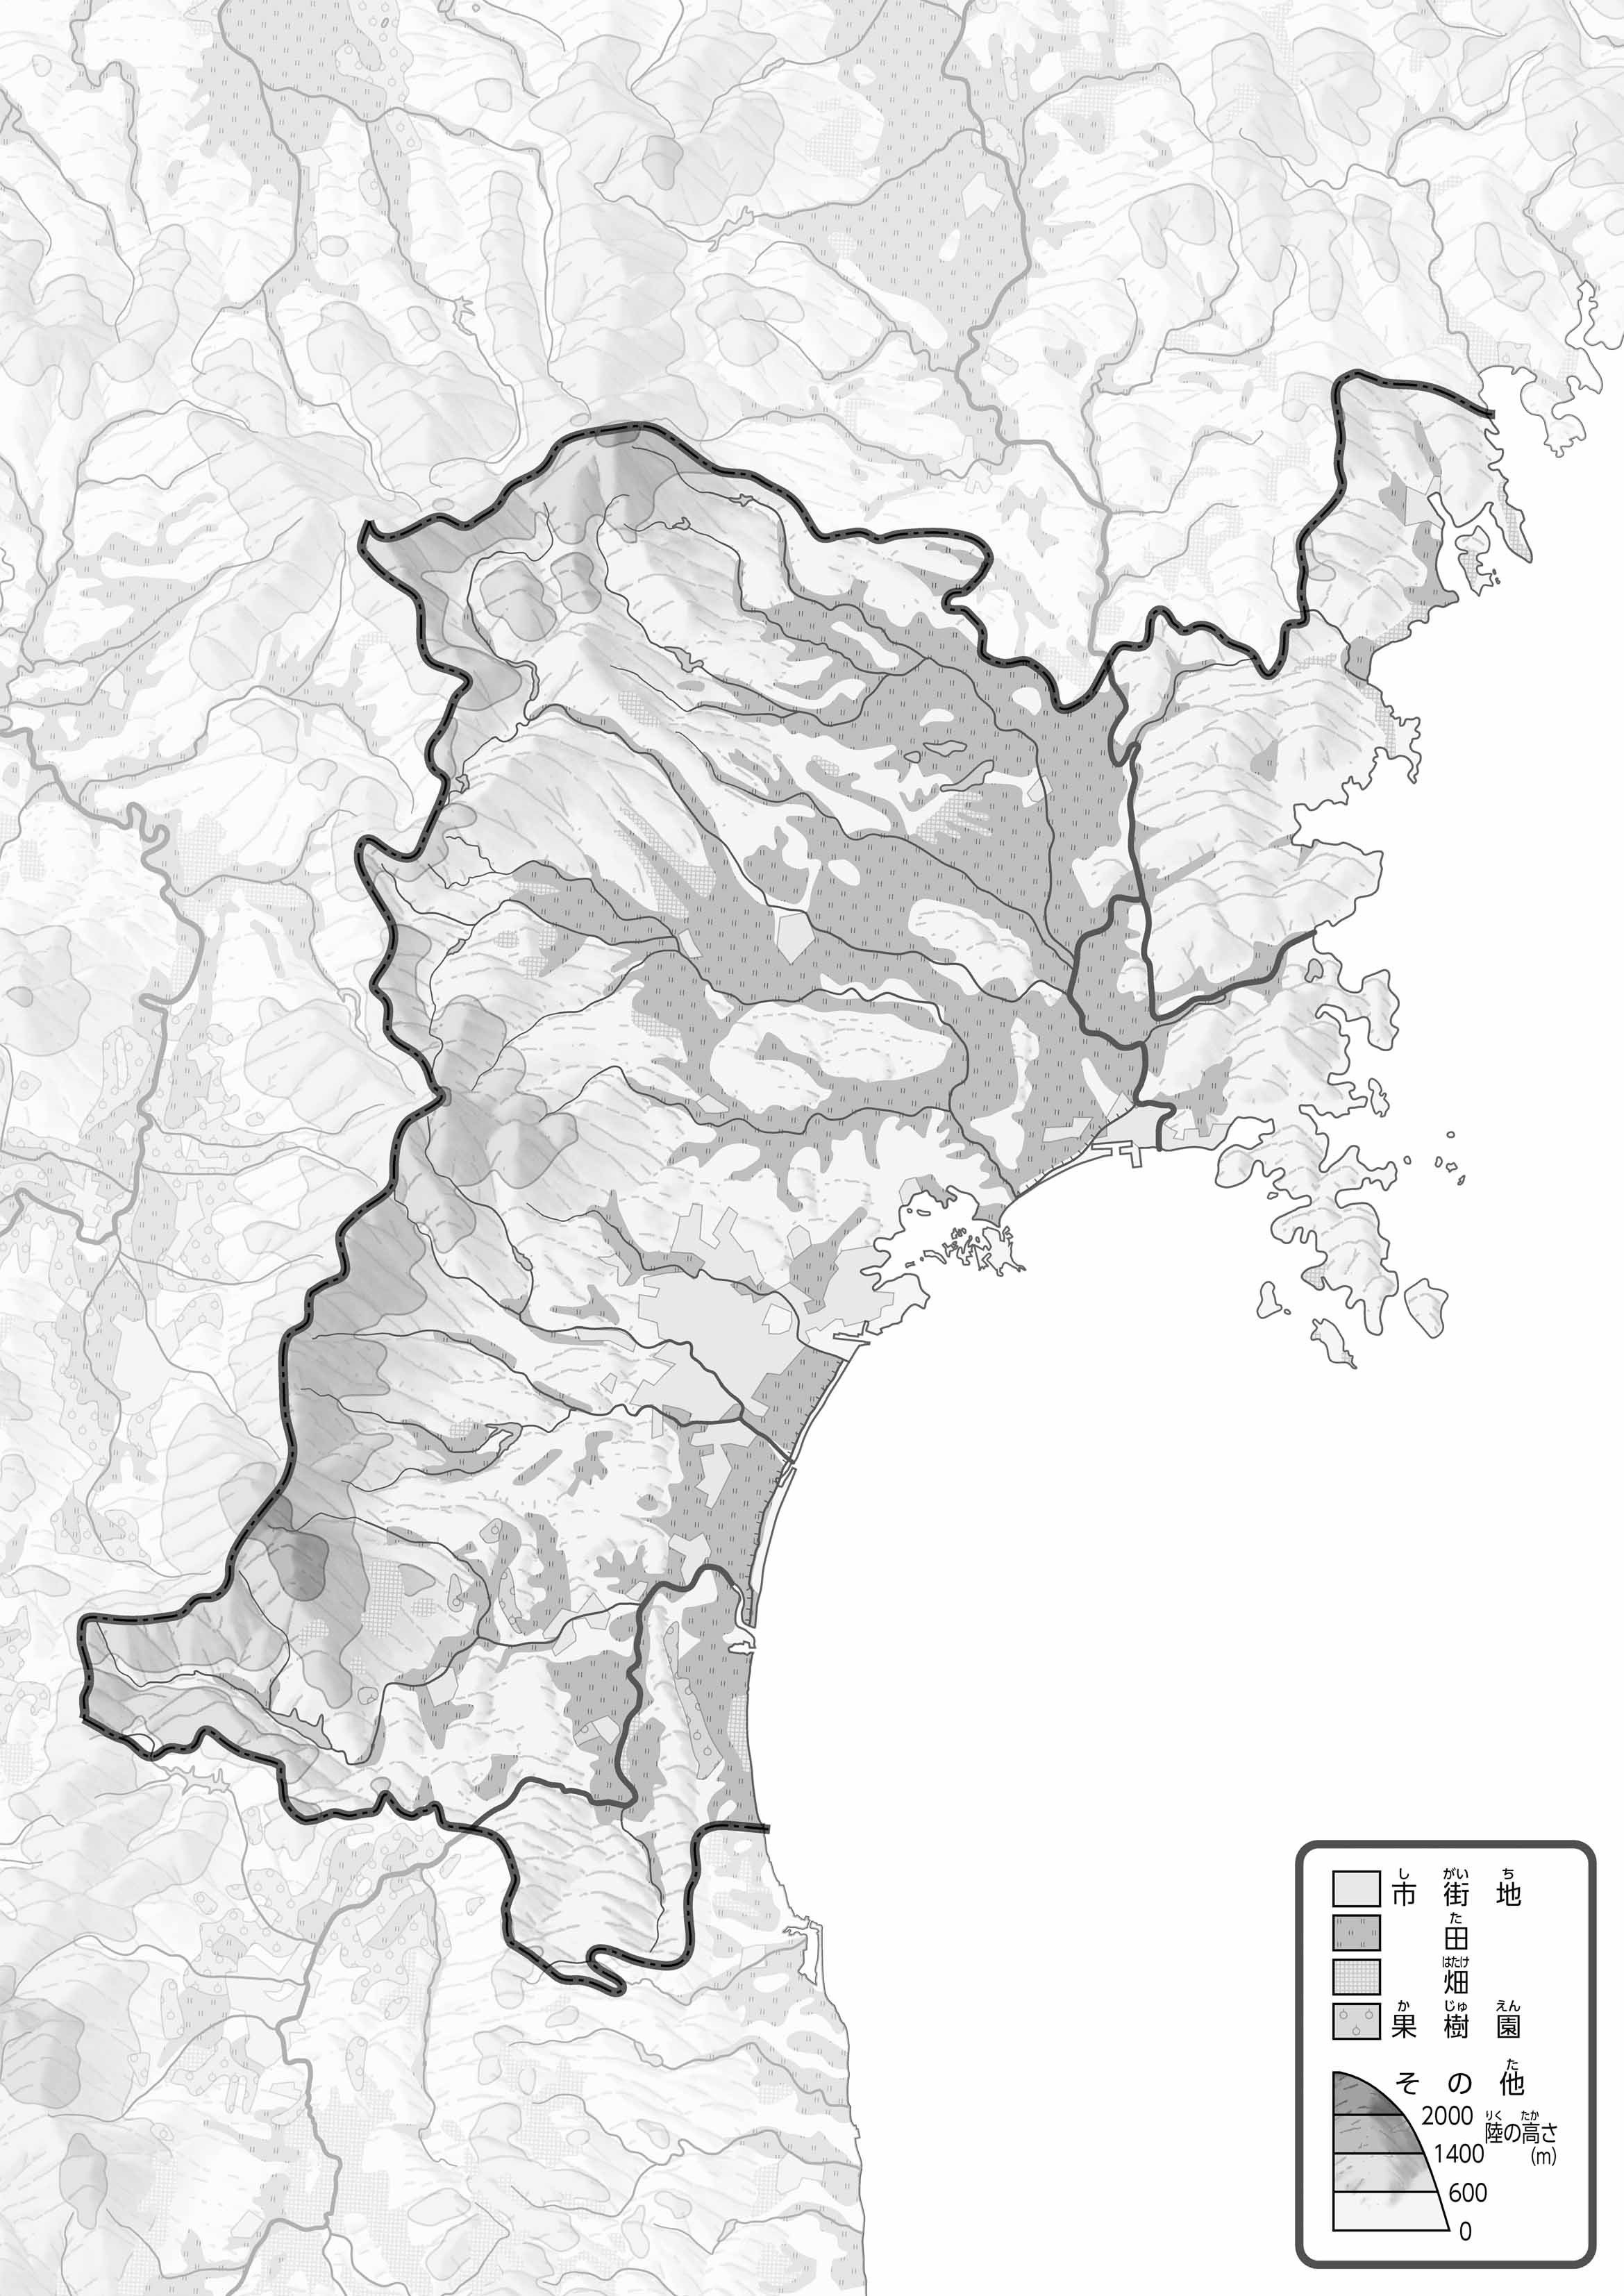 し がい ち
市 街 地
た
田
はたけ
畑
か じゅ えん
果 樹 園
た
そ の 他
2000
りく たか
陸の高さ
(m)
1400
600
0